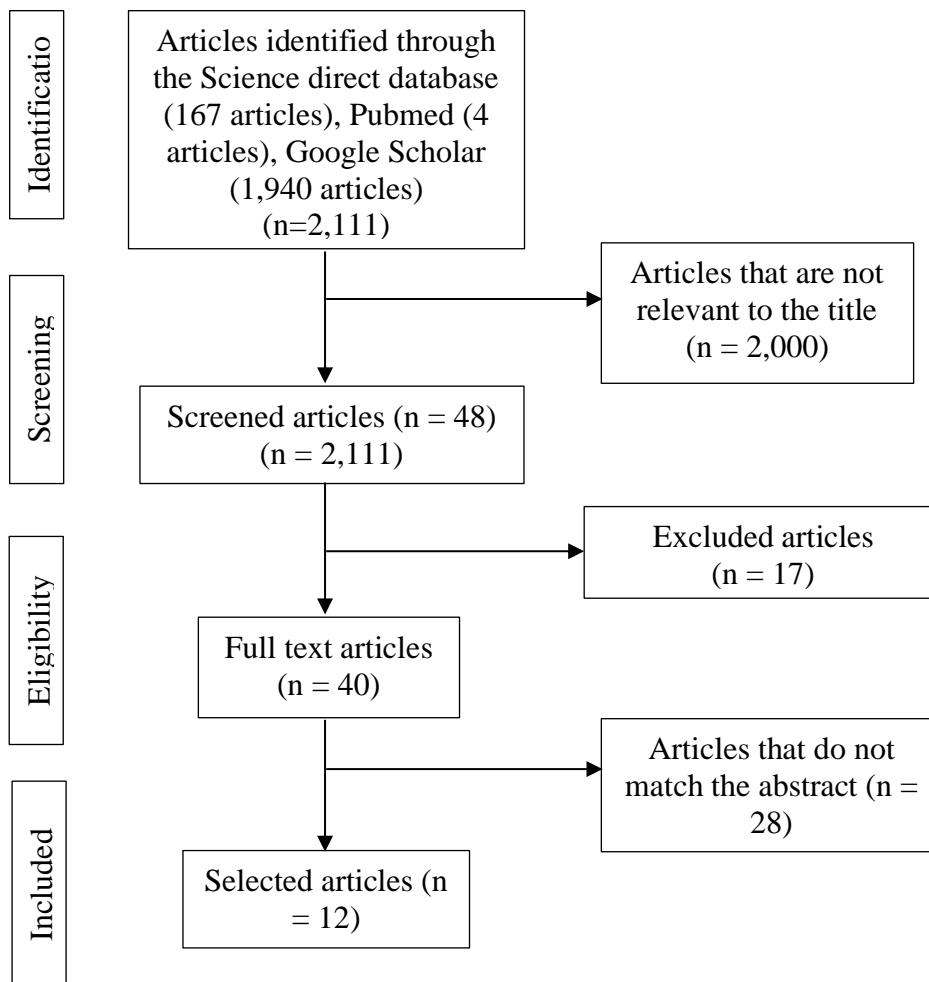 Identificatio
Articles identified through
the Science direct database
(167 articles), Pubmed (4
articles), Google Scholar
(1,940 articles)
(n=2,111)
Screening
Articles that are not
relevant to the title
(n = 2,000)
Screened articles (n = 48)
(n = 2,111)
Eligibility
Excluded articles
(n = 17)
Full text articles
(n = 40)
Articles that do not
match the abstract (n =
28)
Included
Selected articles (n
= 12)